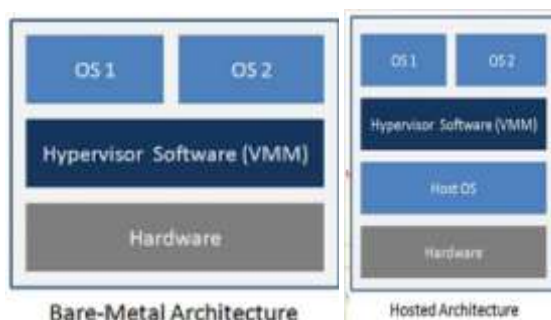 OS 1 OS 2
Hypervisor Software (VMM)
Hardware
Bare-Metal Architecture
OS 1 OS 2
Hypervisor Software (VMM)
Host OS
Hardware
Hosted Architecture